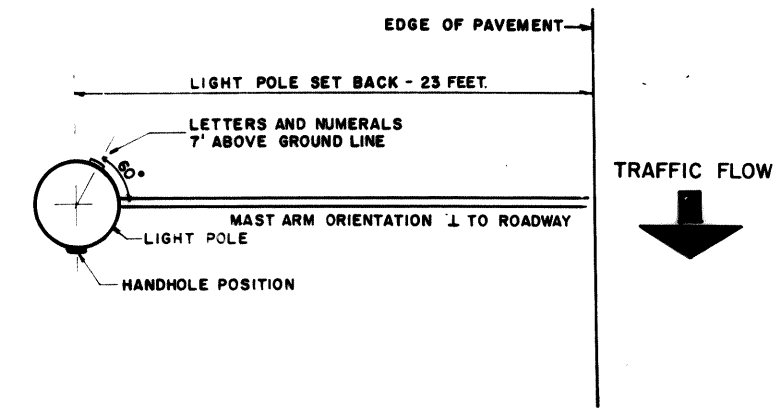 EDGE OF PAVEMENT
LIGHT POLE SET BACK - 23 FEET.
LETTERS AND NUMERALS
7' ABOVE GROUND LINE
60°
TRAFFIC FLOW
MAST ARM ORIENTATION ⊥ TO ROADWAY
LIGHT POLE
HANDHOLE POSITION